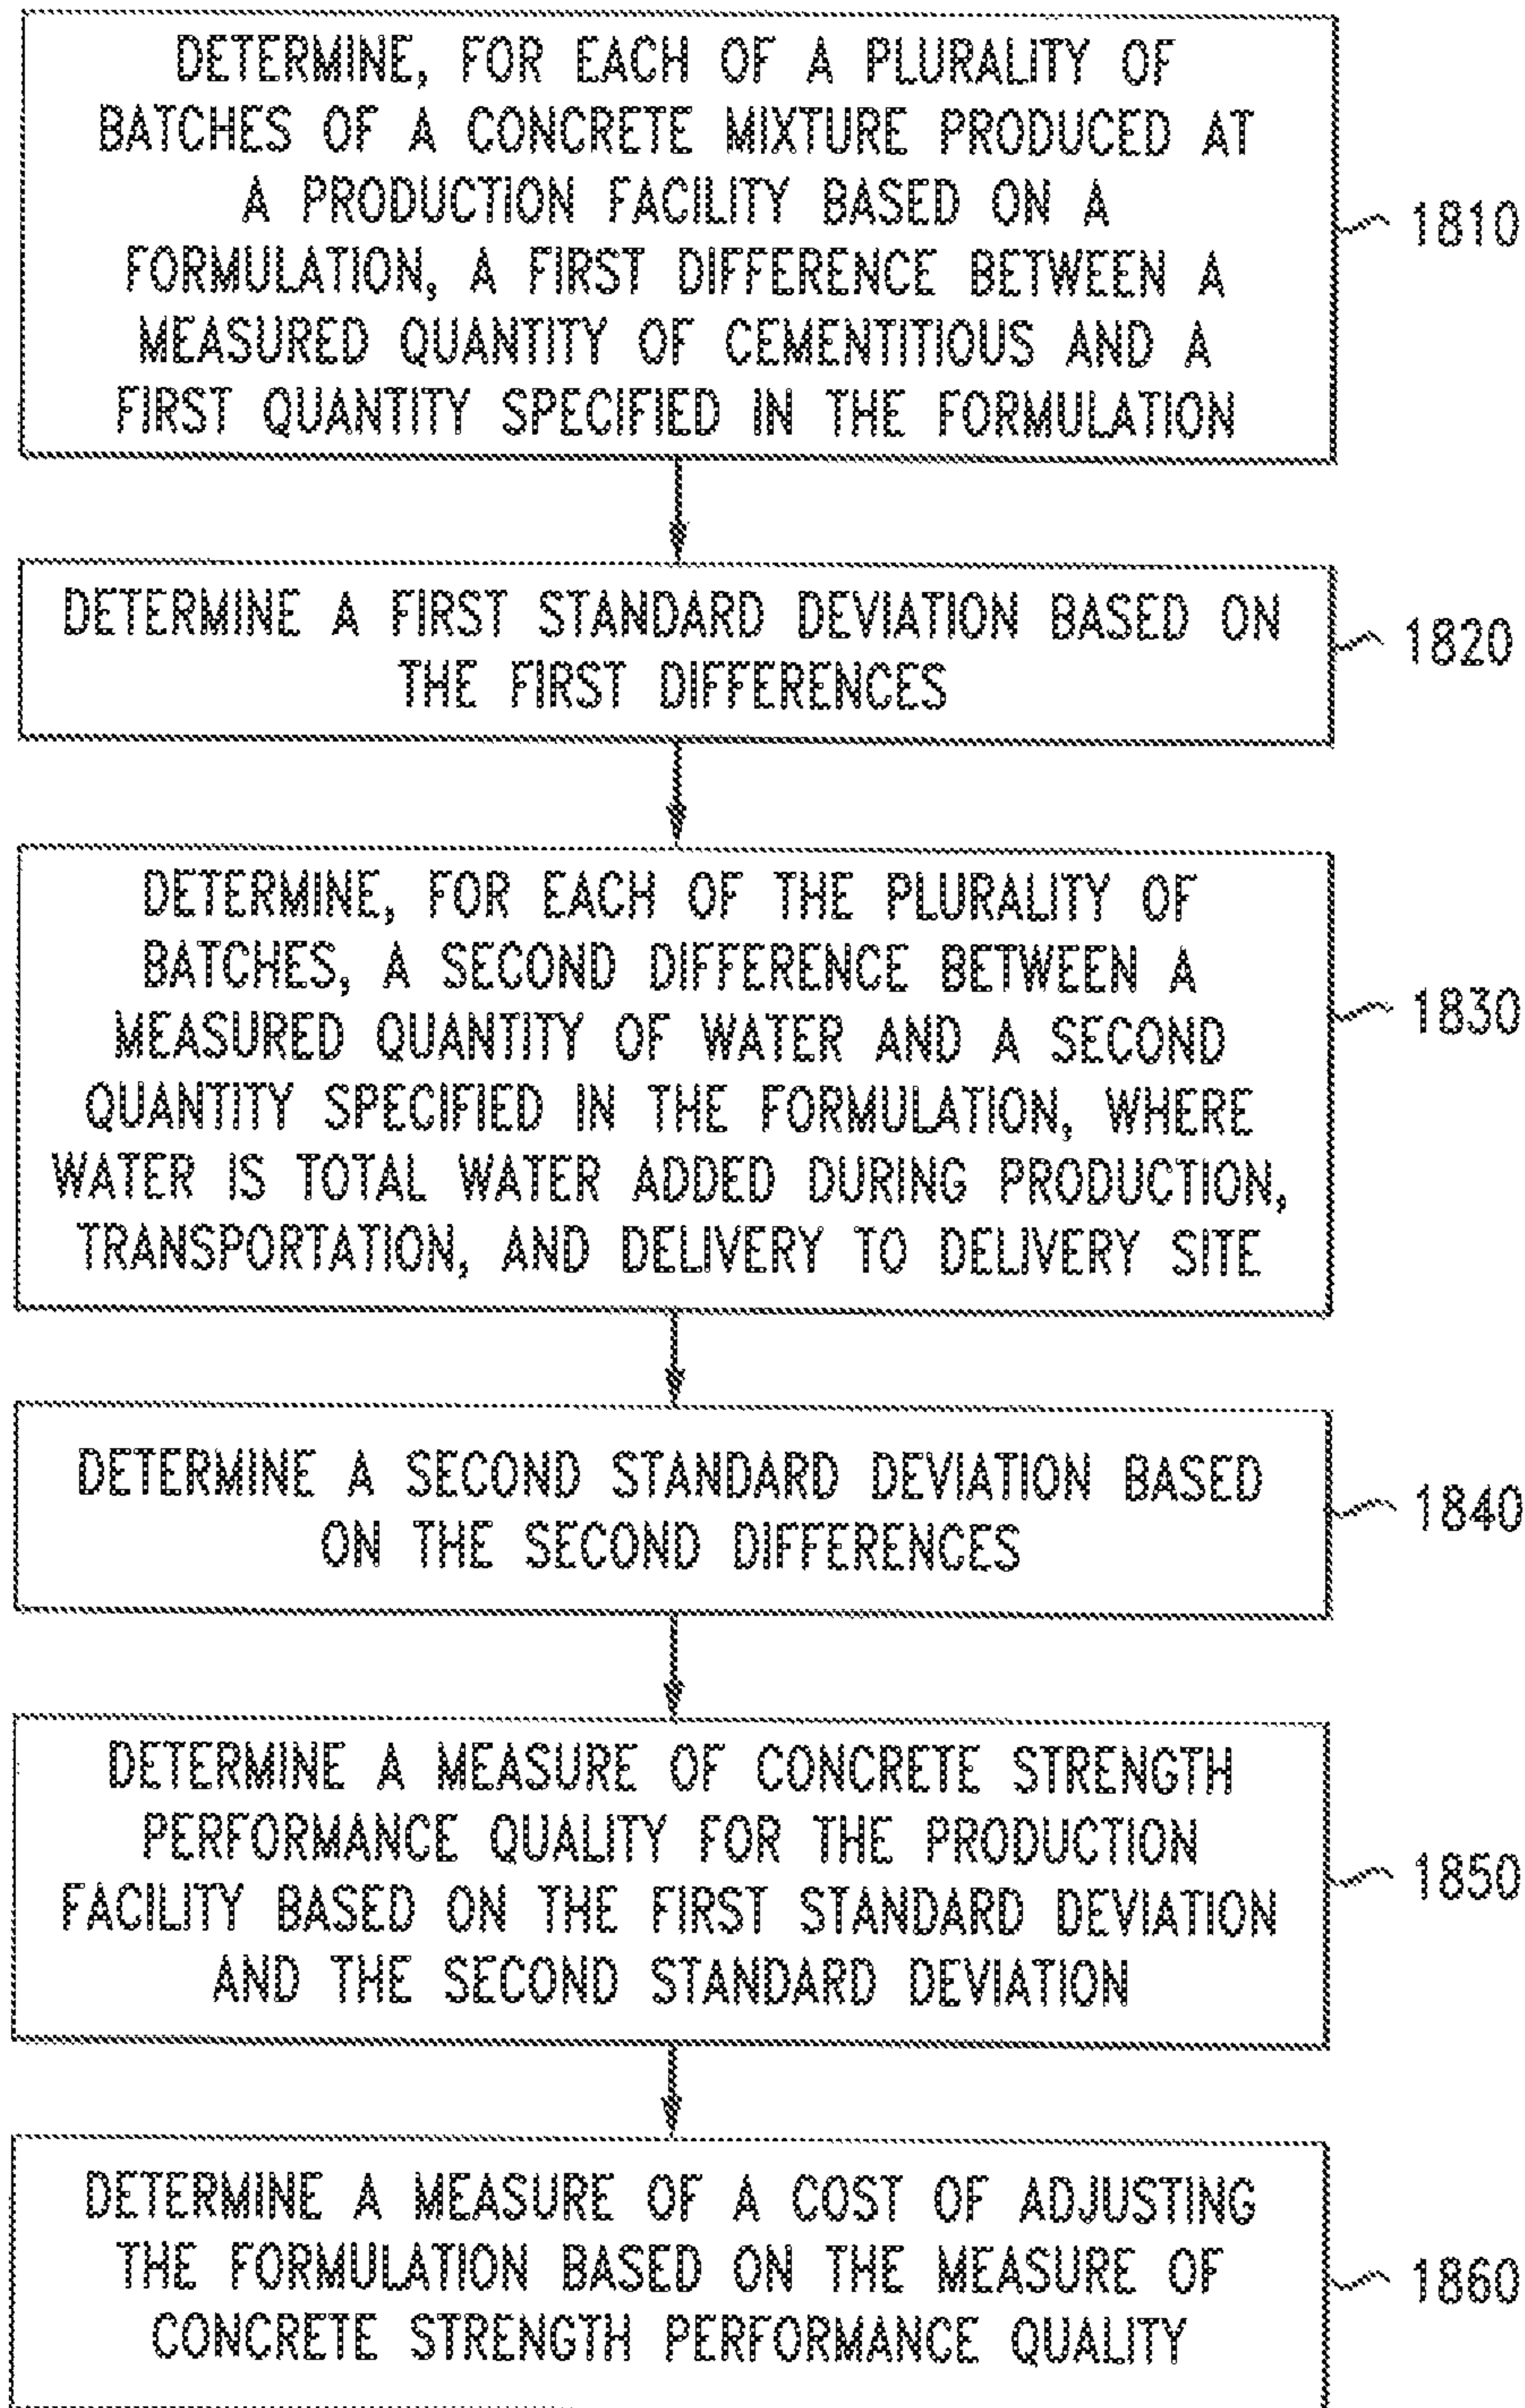 DETERMINE, FOR EACH OF A PLURALITY OF
BATCHES OF A CONCRETE MIXTURE PRODUCED AT
A PRODUCTION FACILITY BASED ON A
FORMULATION, A FIRST DIFFERENCE BETWEEN A
MEASURED QUANTITY OF CEMENTITIOUS AND A
FIRST QUANTITY SPECIFIED IN THE FORMULATION
1810
DETERMINE A FIRST STANDARD DEVIATION BASED ON
THE FIRST DIFFERENCES
1820
DETERMINE, FOR EACH OF THE PLURALITY OF
BATCHES, A SECOND DIFFERENCE BETWEEN A
MEASURED QUANTITY OF WATER AND A SECOND
QUANTITY SPECIFIED IN THE FORMULATION, WHERE
WATER IS TOTAL WATER ADDED DURING PRODUCTION,
TRANSPORTATION, AND DELIVERY TO DELIVERY SITE
1830
DETERMINE A SECOND STANDARD DEVIATION BASED
ON THE SECOND DIFFERENCES
1840
DETERMINE A MEASURE OF CONCRETE STRENGTH
PERFORMANCE QUALITY FOR THE PRODUCTION
FACILITY BASED ON THE FIRST STANDARD DEVIATION
AND THE SECOND STANDARD DEVIATION
1850
DETERMINE A MEASURE OF A COST OF ADJUSTING
THE FORMULATION BASED ON THE MEASURE OF
CONCRETE STRENGTH PERFORMANCE QUALITY
1860